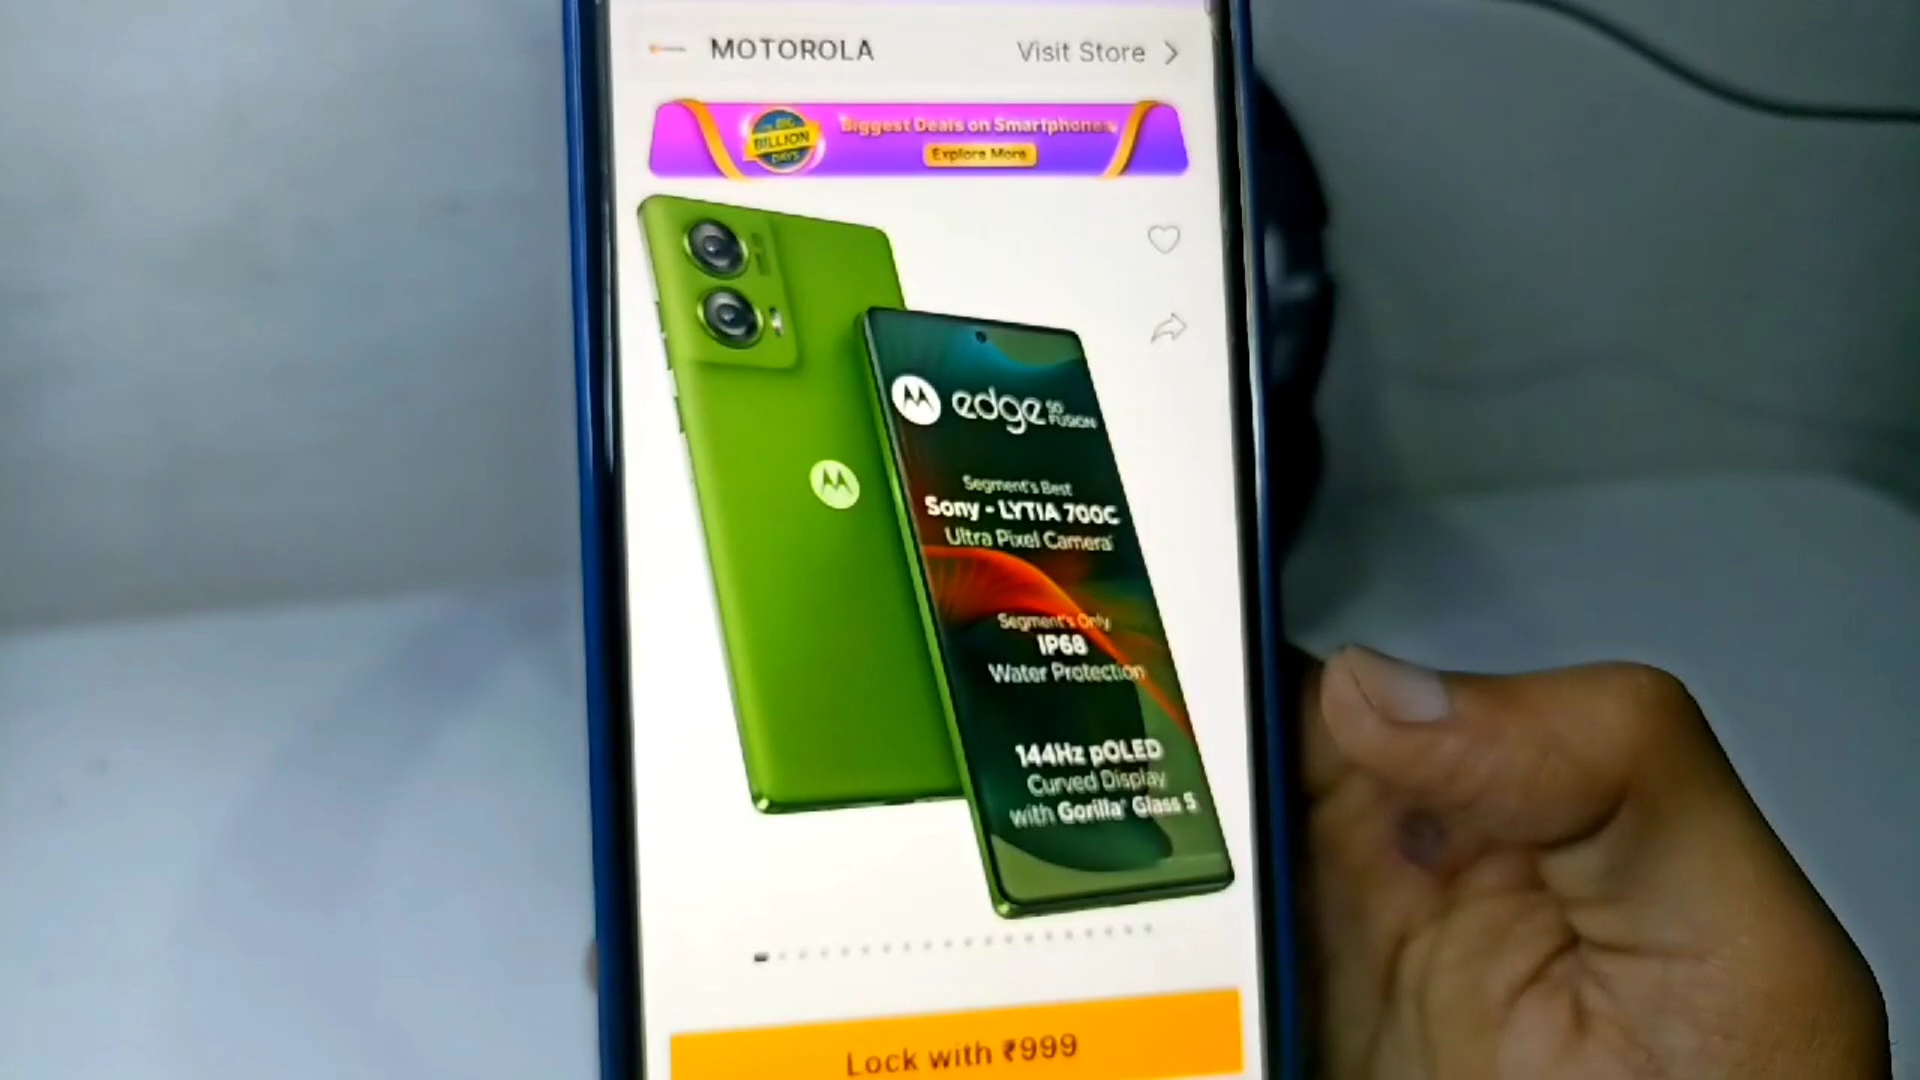 MOTOROLA
Visit Store
BIG
BILLION
DAYS
Biggest Deals on Smartphones
Explore More
edge 50
FUSION
Segment's Best
Sony - LYTIA 700C
Ultra Pixel Camera
Segment's Only
IP68
Water Protection
144Hz pOLED
Curved Display
with Gorilla Glass 5
Lock with ₹999